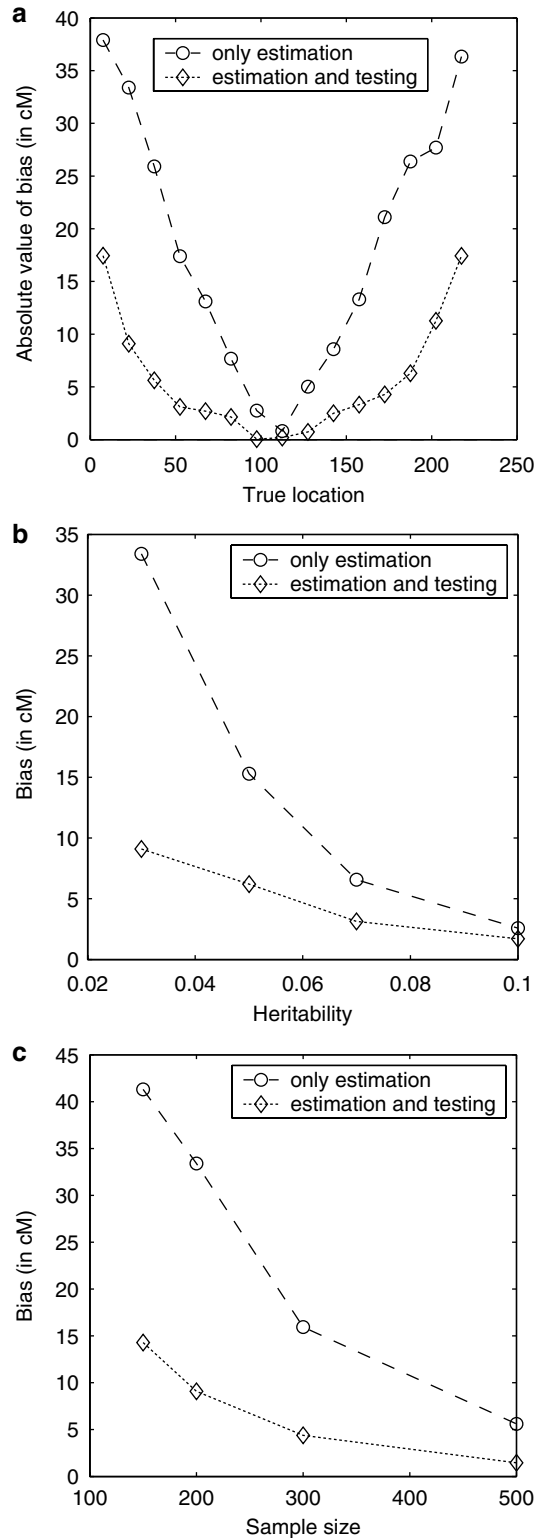 a
40
35
30
25
20
15
10
5
0
Absolute value of bias (in cM)
only estimation
estimation and testing
0 50 100 150 200 250
True location
b
35
30
25
20
15
10
5
0
Bias (in cM)
only estimation
estimation and testing
0.02 0.04 0.06 0.08 0.1
Heritability
c
45
40
35
30
25
20
15
10
5
0
Bias (in cM)
only estimation
estimation and testing
100 200 300 400 500
Sample size